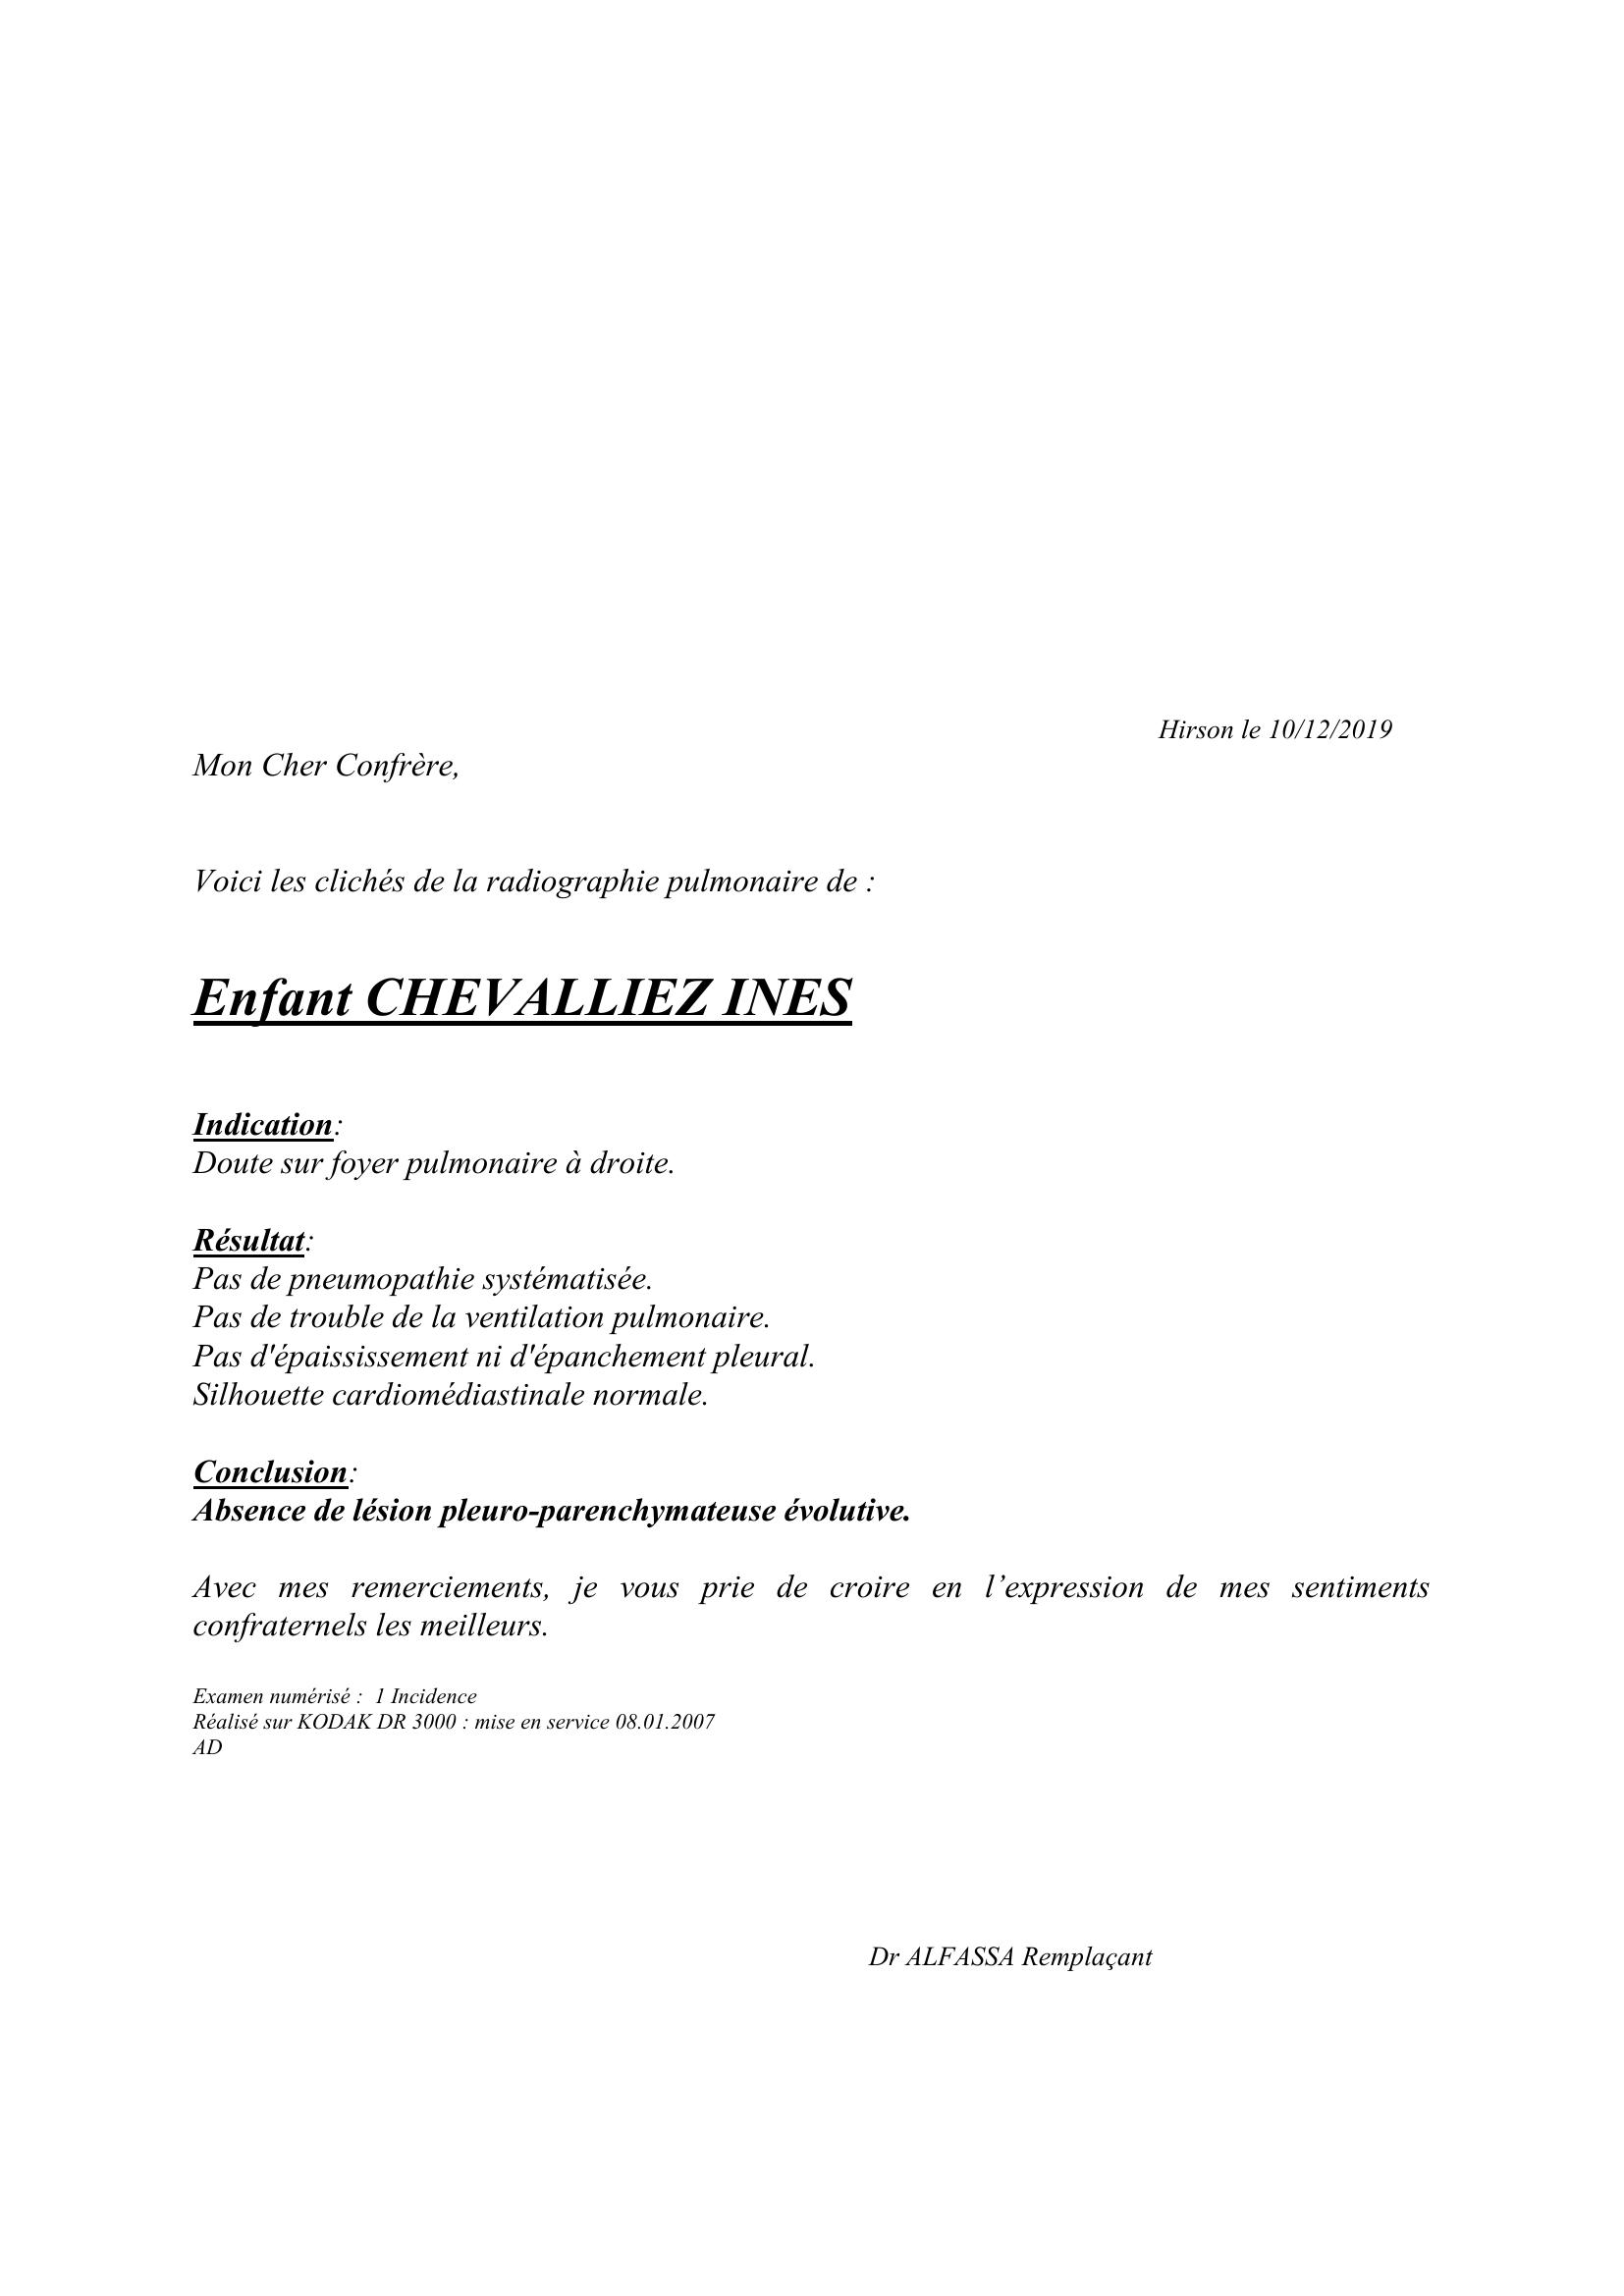 Hirson le 10/12/2019
Mon Cher Confrère,
Voici les clichés de la radiographie pulmonaire de :
Enfant CHEVALLIEZ INES
Indication:
Doute sur foyer pulmonaire à droite.
Résultat:
Pas de pneumopathie systématisée.
Pas de trouble de la ventilation pulmonaire.
Pas d'épaississement ni d'épanchement pleural.
Silhouette cardiomédiastinale normale.
Conclusion:
Absence de lésion pleuro-parenchymateuse évolutive.
Avec mes remerciements, je vous prie de croire en l’expression de mes sentiments
confraternels les meilleurs.
Examen numérisé : 1 Incidence
Réalisé sur KODAK DR 3000 : mise en service 08.01.2007
AD
Dr ALFASSA Remplaçant